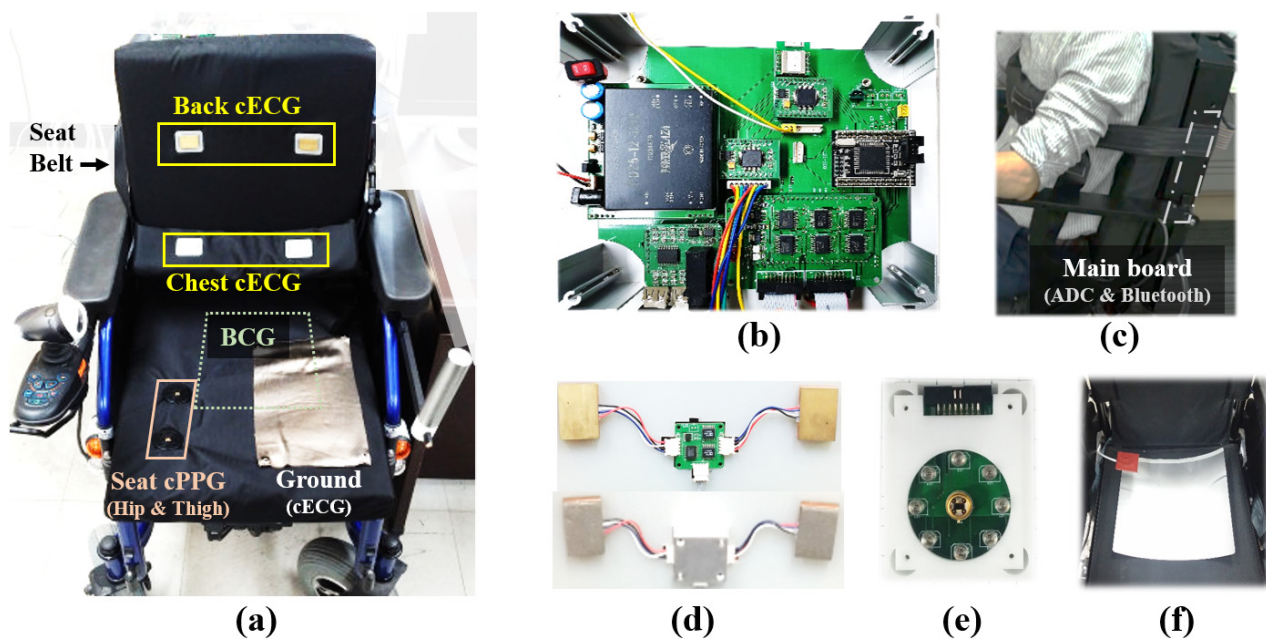 Back cECG
Seat
Belt
Chest cECG
BCG
Seat cPPG
(Hip & Thigh)
Ground
(cECG)
(a)
(b)
Main board
(ADC & Bluetooth)
(c)
(d)
(e)
(f)